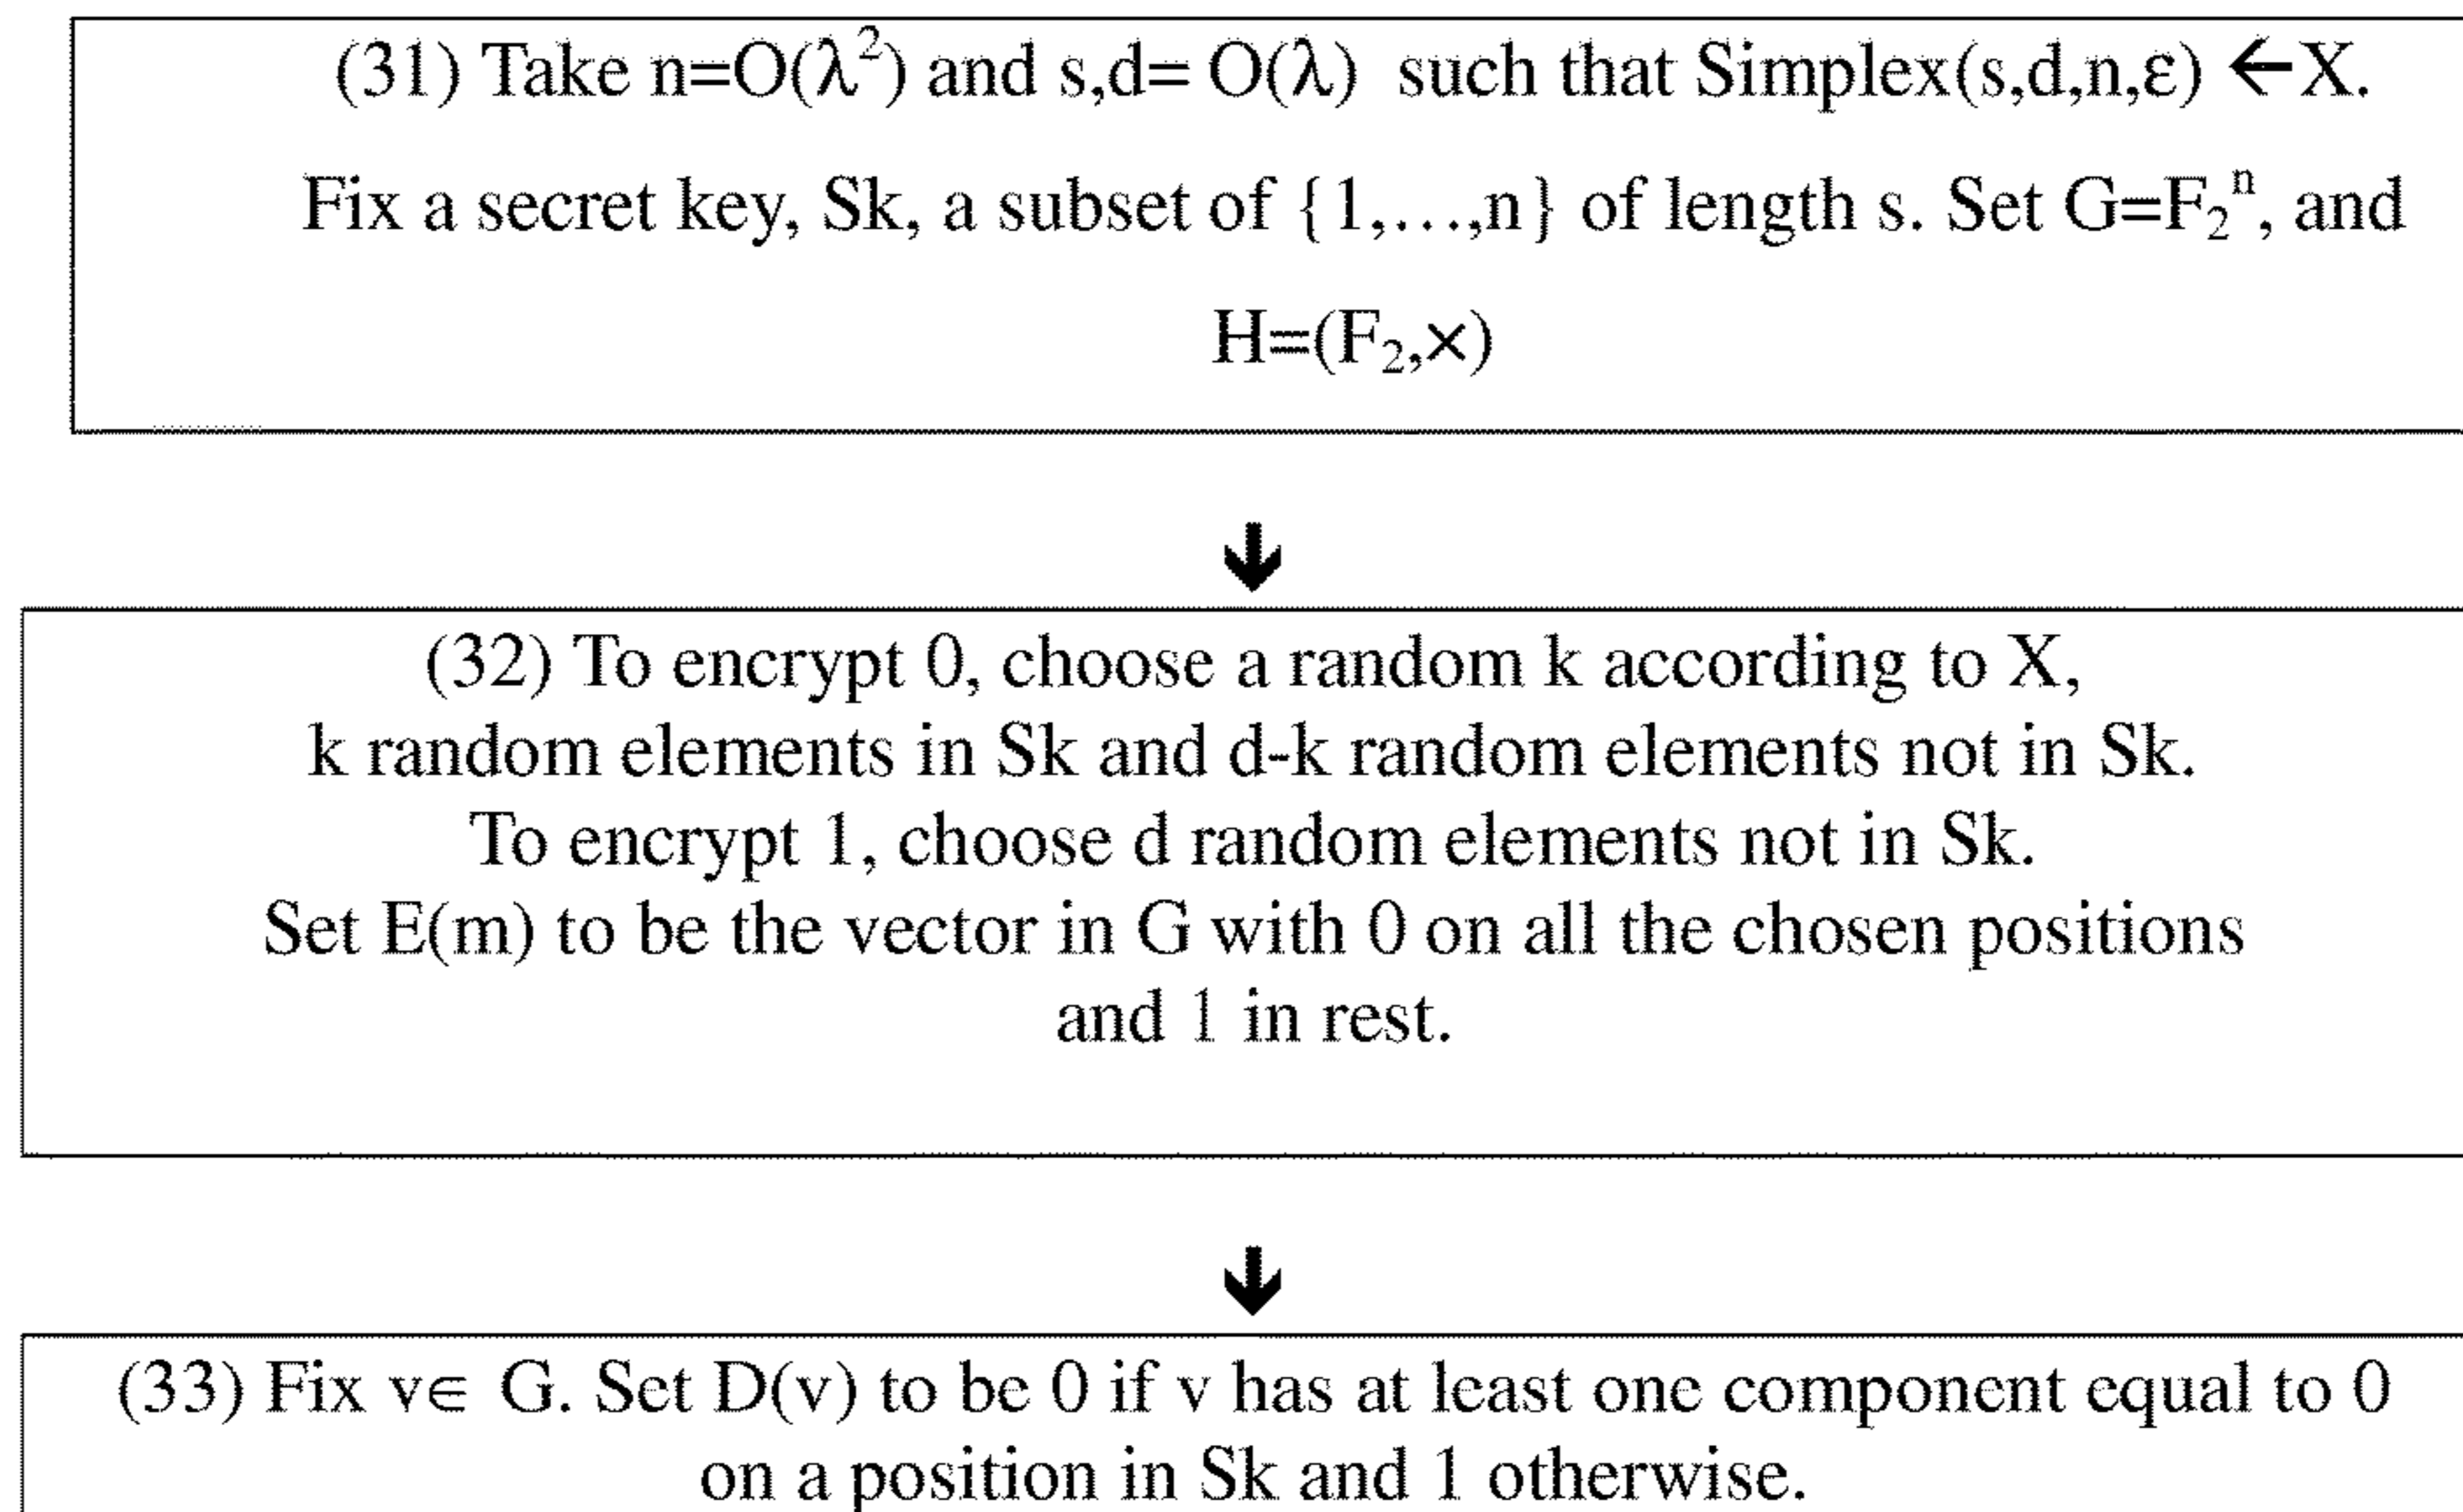 (31) Take n=O(λ²) and s,d= O(λ) such that Simplex(s,d,n,ε) ←X.
Fix a secret key, Sk, a subset of {1,…,n} of length s. Set G=F₂ⁿ, and
H=(F₂,×)
(32) To encrypt 0, choose a random k according to X,
k random elements in Sk and d-k random elements not in Sk.
To encrypt 1, choose d random elements not in Sk.
Set E(m) to be the vector in G with 0 on all the chosen positions
and 1 in rest.
(33) Fix v∈ G. Set D(v) to be 0 if v has at least one component equal to 0
on a position in Sk and 1 otherwise.